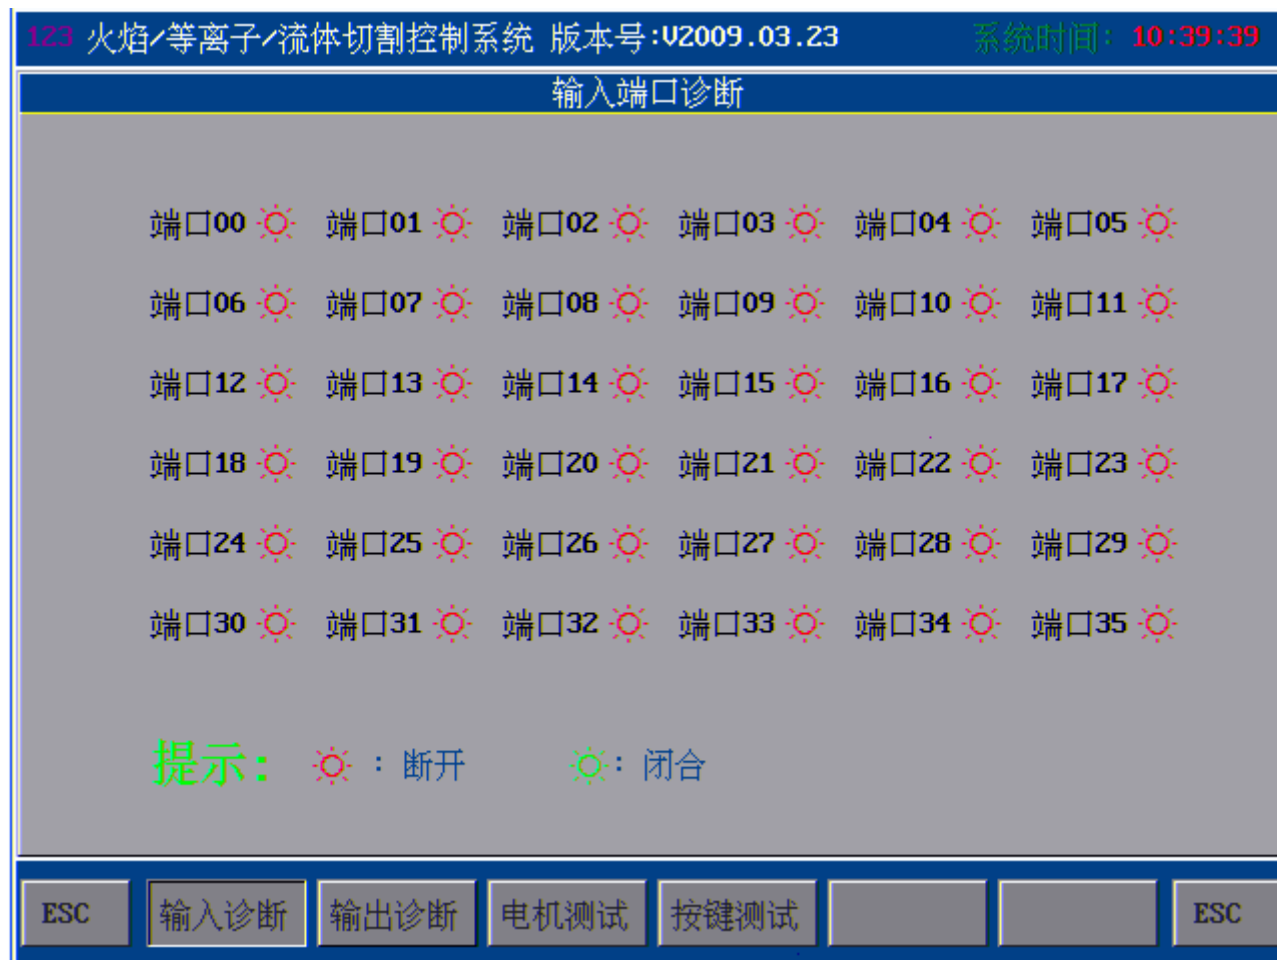 123 火焰/等离子/流体切割控制系统 版本号:V2009.03.23 系统时间: 10:39:39
输入端口诊断
端口00 端口01 端口02 端口03 端口04 端口05
端口06 端口07 端口08 端口09 端口10 端口11
端口12 端口13 端口14 端口15 端口16 端口17
端口18 端口19 端口20 端口21 端口22 端口23
端口24 端口25 端口26 端口27 端口28 端口29
端口30 端口31 端口32 端口33 端口34 端口35
提示: : 断开 : 闭合
ESC 输入诊断 输出诊断 电机测试 按键测试 ESC